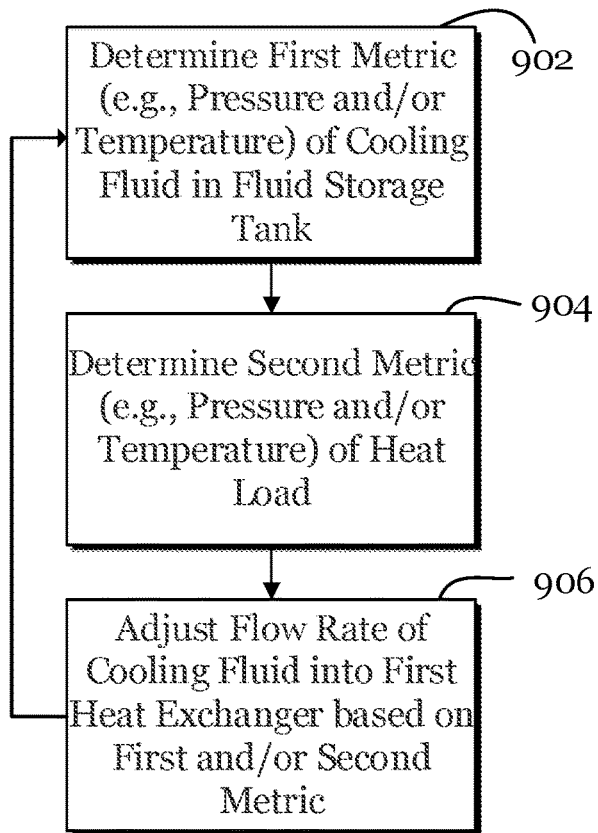 902
Determine First Metric
(e.g., Pressure and/or
Temperature) of Cooling
Fluid in Fluid Storage
Tank
904
Determine Second Metric
(e.g., Pressure and/or
Temperature) of Heat
Load
906
Adjust Flow Rate of
Cooling Fluid into First
Heat Exchanger based on
First and/or Second
Metric